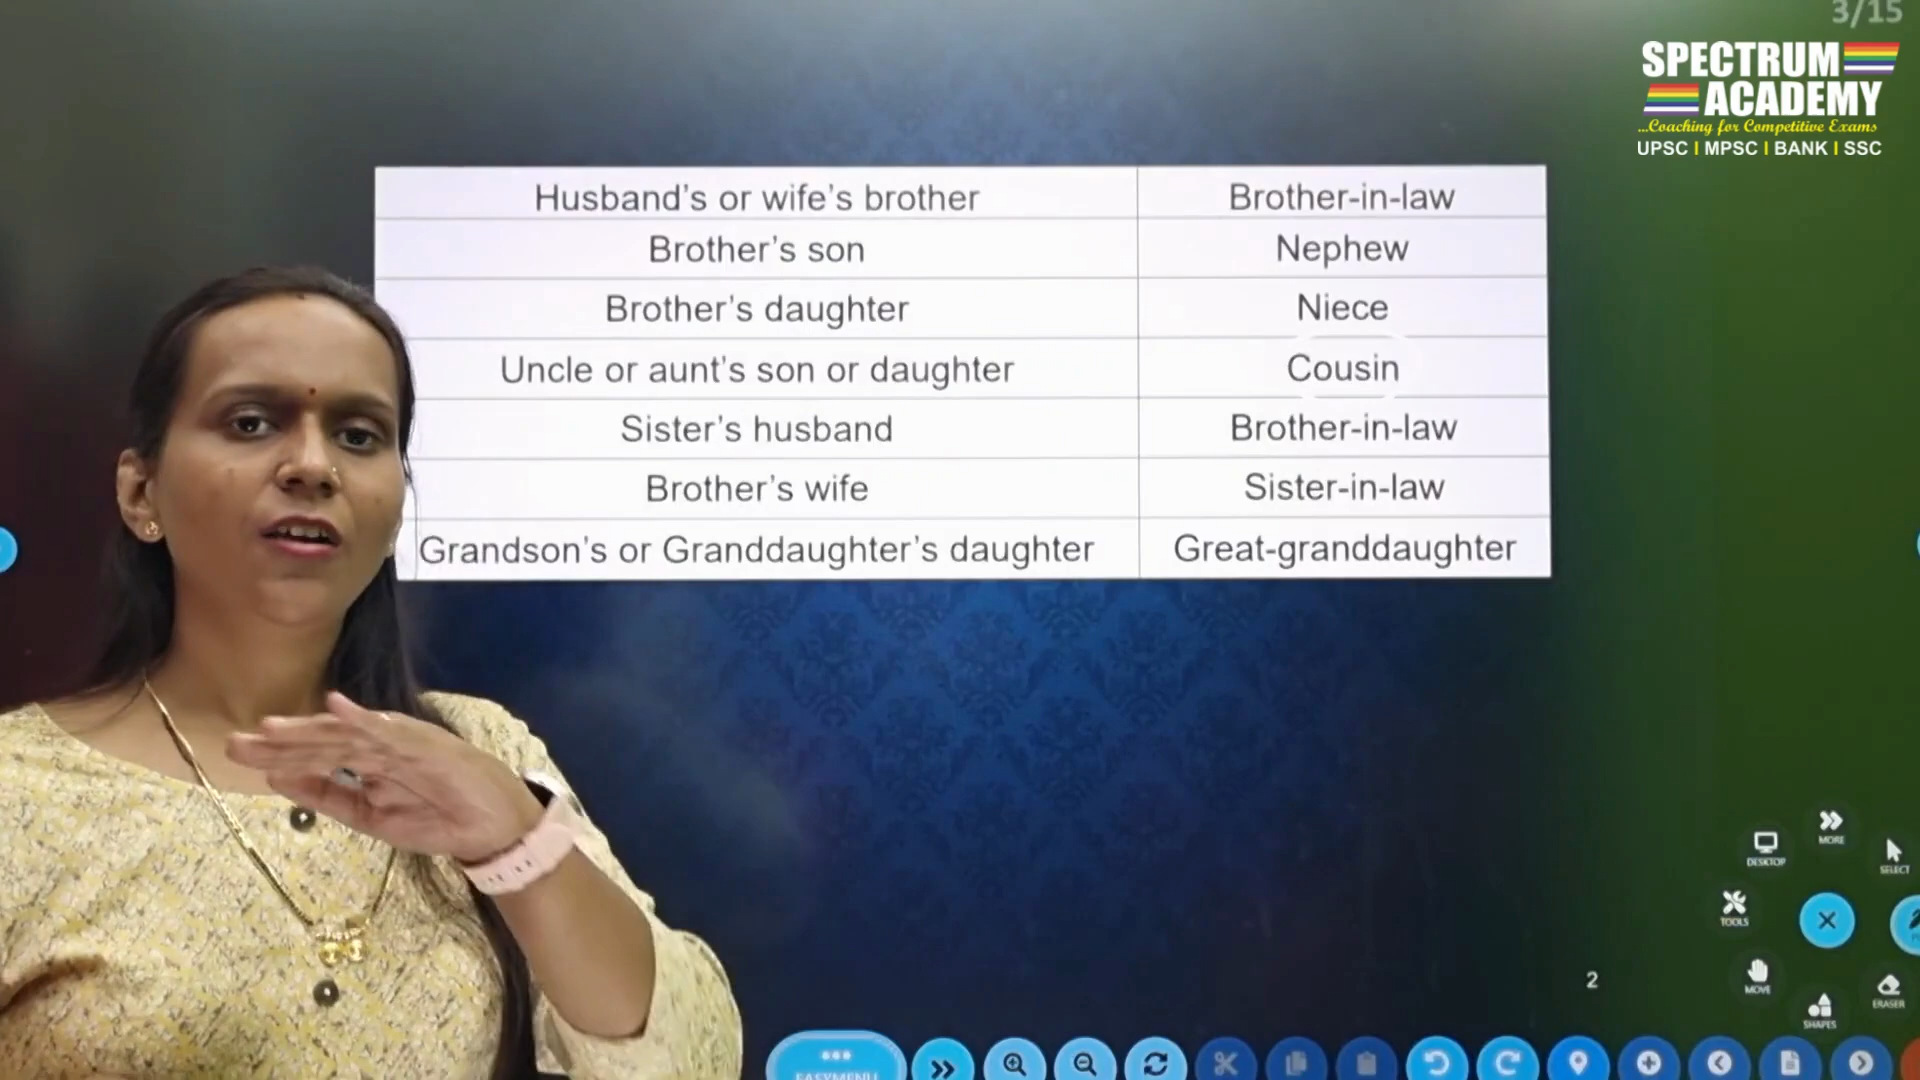 3/15
SPECTRUM
ACADEMY
...Coaching for Competitive Exams
UPSC | MPSC | BANK | SSC
Husband's or wife's brother Brother-in-law
Brother's son Nephew
Brother's daughter Niece
Uncle or aunt's son or daughter Cousin
Sister's husband Brother-in-law
Brother's wife Sister-in-law
Grandson's or Granddaughter's daughter Great-granddaughter
MORE
DESKTOP
SELECT
TOOLS
MOVE
ERASER
SHAPES
2
EASYMENU